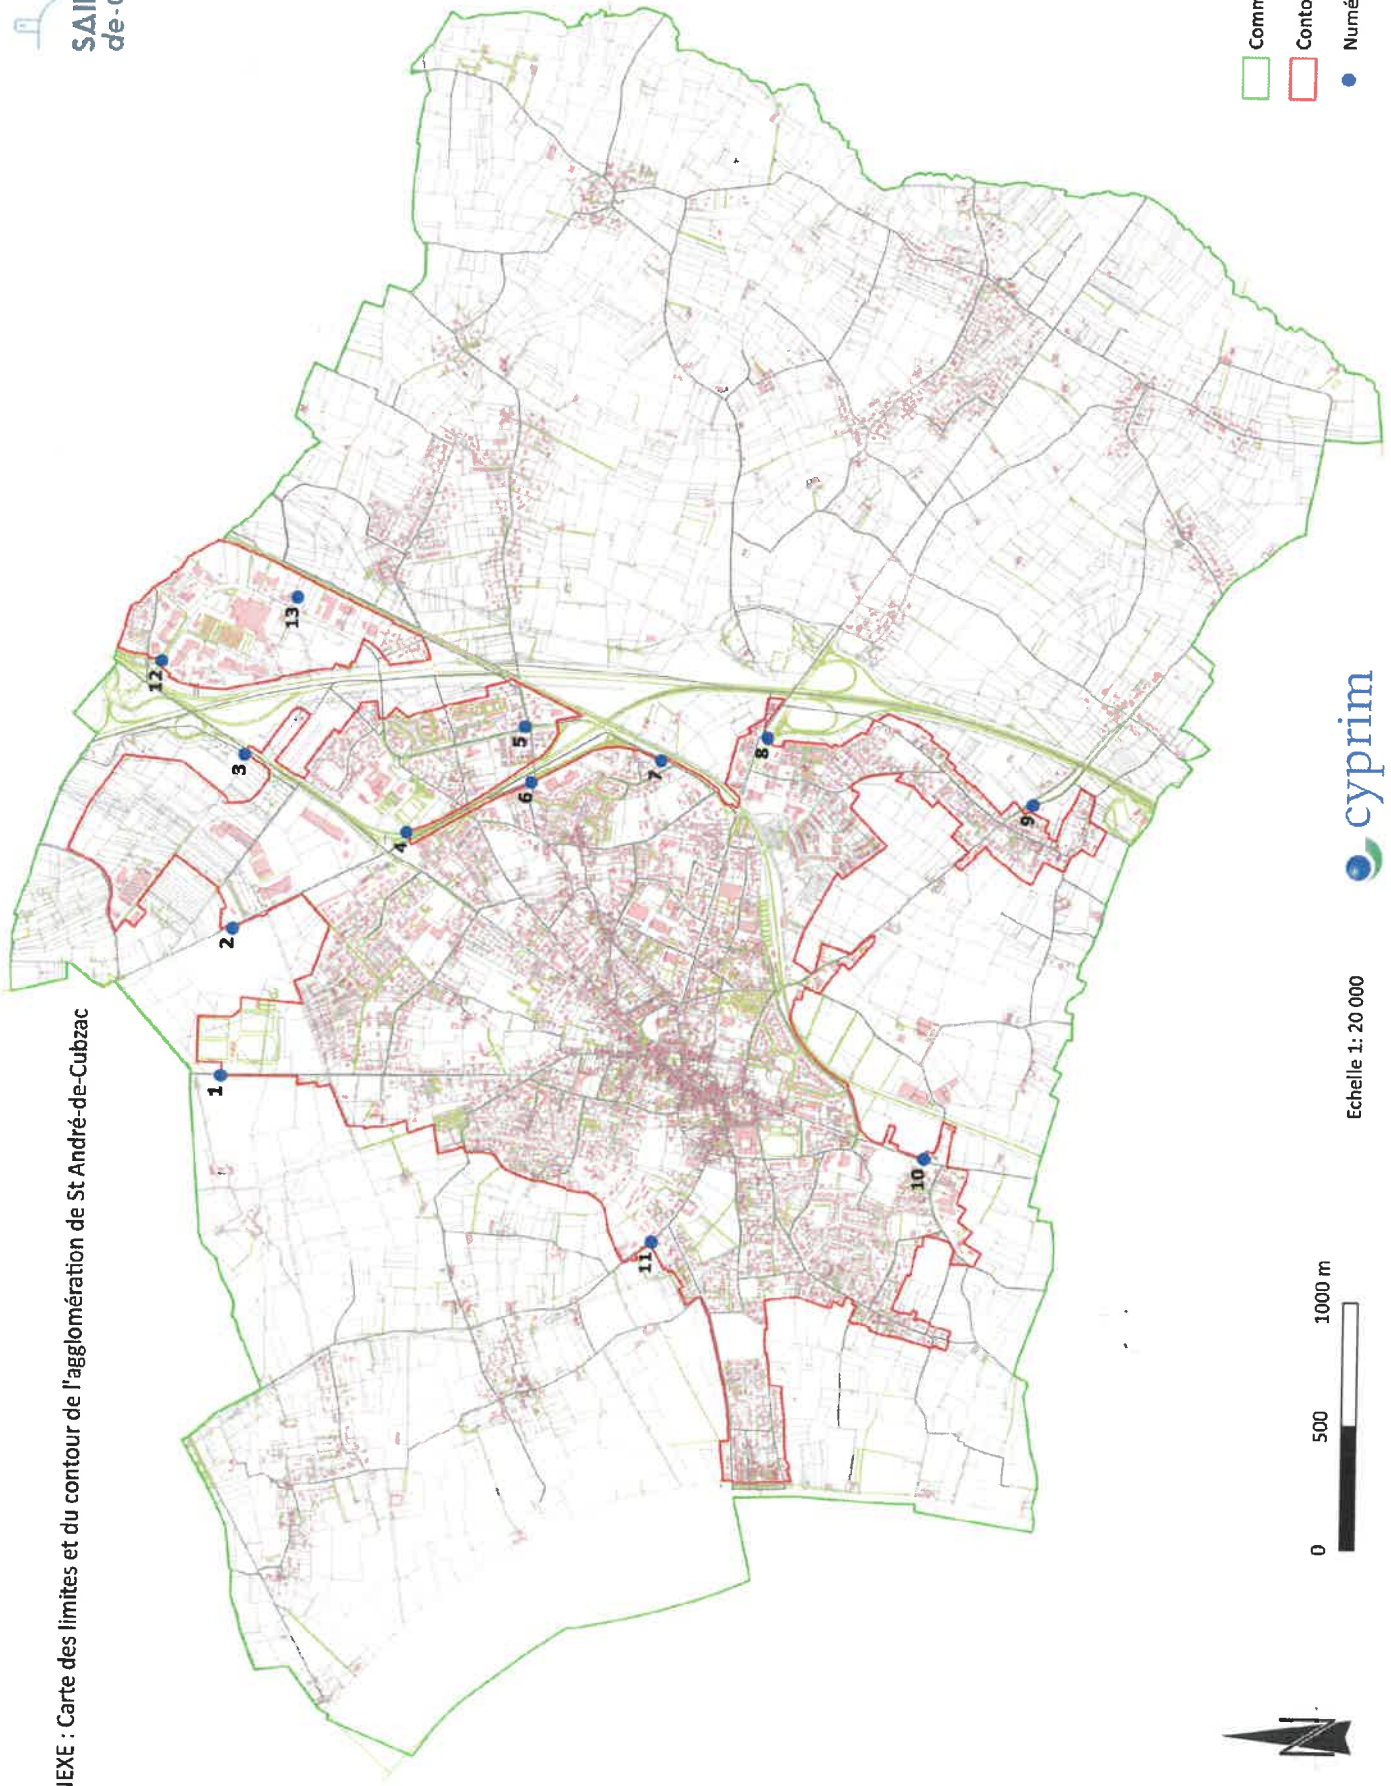 SAI
de-
IEXE : Carte des limites et du contour de l'agglomération de St André-de-Cubzac
1
2
3
4
5
6
7
8
9
10
11
12
13
Comm
Conto
Numé
0 500 1000 m
Echelle 1: 20 000
cyprim
N